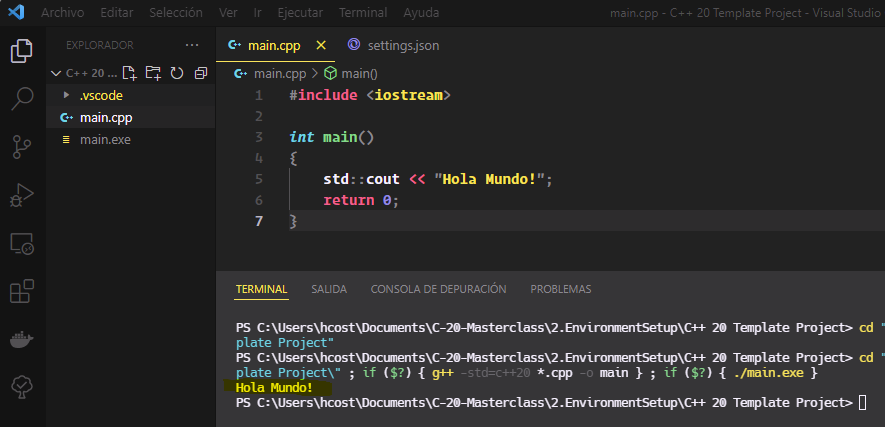 Archivo Editar Selección Ver Ir Ejecutar Terminal Ayuda main.cpp - C++ 20 Template Project - Visual Studio
EXPLORADOR ···
C++ 20 ...
.vscode
main.cpp
main.exe
main.cpp settings.json
main.cpp > main()
1 #include <iostream>
2
3 int main()
4 {
5 std::cout << "Hola Mundo!";
6 return 0;
7 }
TERMINAL SALIDA CONSOLA DE DEPURACIÓN PROBLEMAS
PS C:\Users\hcost\Documents\C-20-Masterclass\2.EnvironmentSetup\C++ 20 Template Project> cd "
plate Project"
PS C:\Users\hcost\Documents\C-20-Masterclass\2.EnvironmentSetup\C++ 20 Template Project> cd "
plate Project\" ; if ($?) { g++ -std=c++20 *.cpp -o main } ; if ($?) { ./main.exe }
Hola Mundo!
PS C:\Users\hcost\Documents\C-20-Masterclass\2.EnvironmentSetup\C++ 20 Template Project>